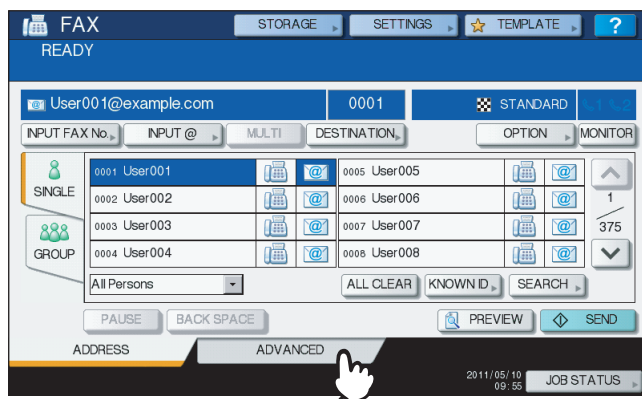 FAX STORAGE SETTINGS TEMPLATE ?
READY
User001@example.com 0001 STANDARD 1 2
INPUT FAX No. INPUT @ MULTI DESTINATION OPTION MONITOR
SINGLE
GROUP
0001 User001 @ 0005 User005 @
0002 User002 @ 0006 User006 @
0003 User003 @ 0007 User007 @
0004 User004 @ 0008 User008 @
1
375
All Persons ALL CLEAR KNOWN ID SEARCH
PAUSE BACK SPACE PREVIEW SEND
ADDRESS ADVANCED
2011/05/10
09:55
JOB STATUS